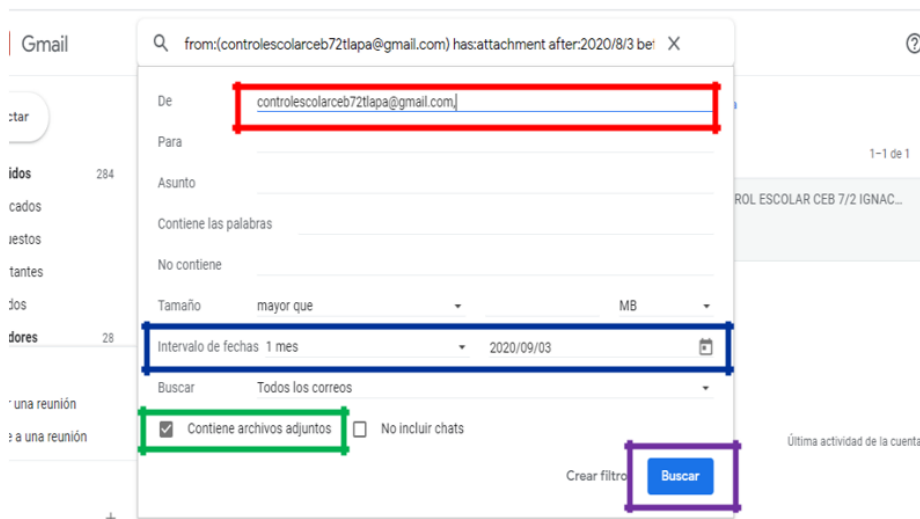 Gmail
from:(controlescolarceb72tlapa@gmail.com) has:attachment after:2020/8/3 bef
ctar
De controlescolarceb72tlapa@gmail.com,
Para
1–1 de 1
idos 284
Asunto
cados
ROL ESCOLAR CEB 7/2 IGNAC...
Contiene las palabras
uestos
No contiene
tantes
Tamaño mayor que MB
dos
dores 28
Intervalo de fechas 1 mes 2020/09/03
Buscar Todos los correos
r una reunión
Contiene archivos adjuntos No incluir chats
e a una reunión
Última actividad de la cuenta
Crear filtro Buscar